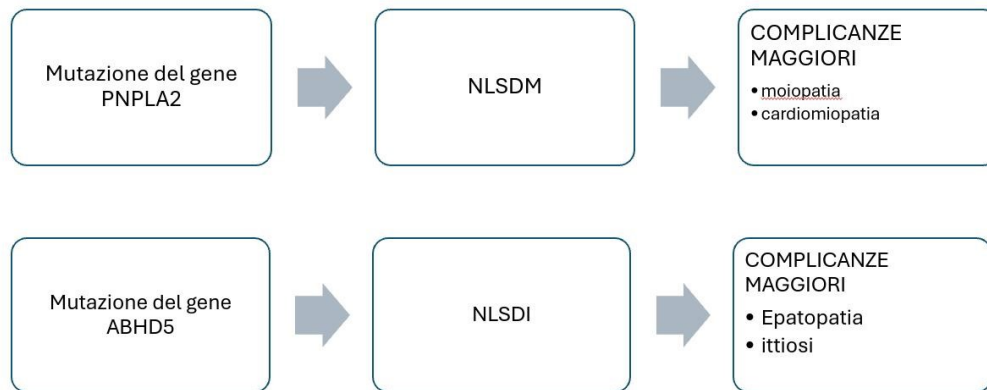 Mutazione del gene
PNPLA2
NLSDM
COMPLICANZE
MAGGIORI
• moiopatia
• cardiomiopatia
Mutazione del gene
ABHD5
NLSDI
COMPLICANZE
MAGGIORI
• Epatopatia
• ittiosi